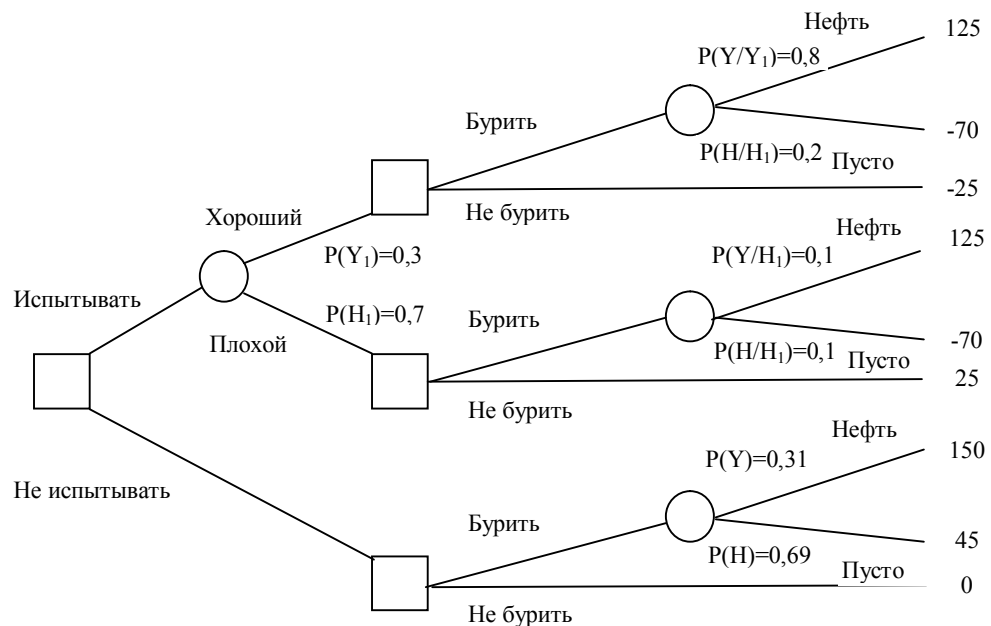 Нефть 125
P(Y/Y₁)=0,8
Бурить
-70
P(H/H₁)=0,2 Пусто
-25
Хороший
Не бурить
P(Y₁)=0,3
Нефть 125
P(Y/H₁)=0,1
Испытывать
P(H₁)=0,7
Бурить
Плохой
-70
P(H/H₁)=0,1 Пусто
25
Не бурить
Нефть 150
P(Y)=0,31
Не испытывать
Бурить
45
P(H)=0,69
Пусто
0
Не бурить